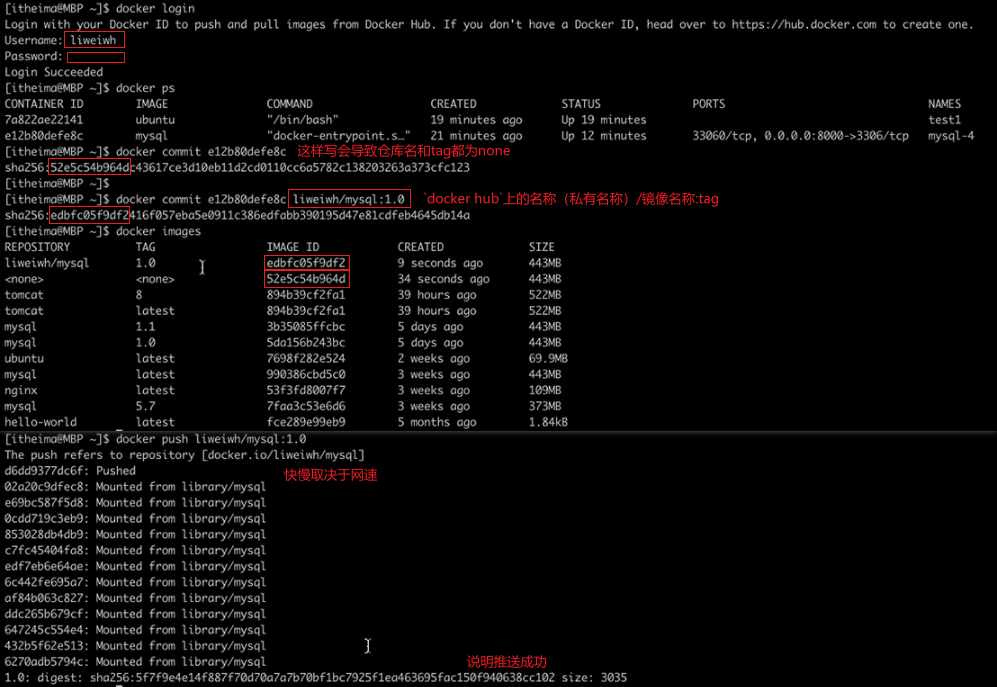 [itheima@MBP ~]$ docker login
Login with your Docker ID to push and pull images from Docker Hub. If you don't have a Docker ID, head over to https://hub.docker.com to create one.
Username: liweiwh
Password:
Login Succeeded
[itheima@MBP ~]$ docker ps
CONTAINER ID IMAGE COMMAND CREATED STATUS PORTS NAMES
7a822ae22141 ubuntu "/bin/bash" 19 minutes ago Up 19 minutes test1
e12b80defe8c mysql "docker-entrypoint.s…" 21 minutes ago Up 12 minutes 33060/tcp, 0.0.0.0:8000->3306/tcp mysql-4
[itheima@MBP ~]$ docker commit e12b80defe8c 这样写会导致仓库名和tag都为none
sha256:52e5c54b964dc43617ce3d10eb11d2cd0110cc6a5782c138203263a373cfc123
[itheima@MBP ~]$
[itheima@MBP ~]$ docker commit e12b80defe8c liweiwh/mysql:1.0 `docker hub`上的名称（私有名称）/镜像名称:tag
sha256:edbfc05f9df2416f057eba5e0911c386edfabb390195d47e81cdfeb4645db14a
[itheima@MBP ~]$ docker images
REPOSITORY TAG IMAGE ID CREATED SIZE
liweiwh/mysql 1.0 edbfc05f9df2 9 seconds ago 443MB
<none> <none> 52e5c54b964d 34 seconds ago 443MB
tomcat 8 894b39cf2fa1 39 hours ago 522MB
tomcat latest 894b39cf2fa1 39 hours ago 522MB
mysql 1.1 3b35085ffcbc 5 days ago 443MB
mysql 1.0 5da156b243bc 5 days ago 443MB
ubuntu latest 7698f282e524 2 weeks ago 69.9MB
mysql latest 990386cbd5c0 3 weeks ago 443MB
nginx latest 53f3fd8007f7 3 weeks ago 109MB
mysql 5.7 7faa3c53e6d6 3 weeks ago 373MB
hello-world latest fce289e99eb9 5 months ago 1.84kB
[itheima@MBP ~]$ docker push liweiwh/mysql:1.0
The push refers to repository [docker.io/liweiwh/mysql]
d6dd9377dc6f: Pushed 快慢取决于网速
02a20c9dfec8: Mounted from library/mysql
e69bc587f5d8: Mounted from library/mysql
0cdd719c3eb9: Mounted from library/mysql
853028db4db9: Mounted from library/mysql
c7fc45404fa8: Mounted from library/mysql
edf7eb6e64ae: Mounted from library/mysql
6c442fe695a7: Mounted from library/mysql
af84b063c827: Mounted from library/mysql
ddc265b679cf: Mounted from library/mysql
647245c554e4: Mounted from library/mysql
432b5f62e513: Mounted from library/mysql
6270adb5794c: Mounted from library/mysql 说明推送成功
1.0: digest: sha256:5f7f9e4e14f887f70d70a7a7b70bf1bc7925f1ea463695fac150f940638cc102 size: 3035